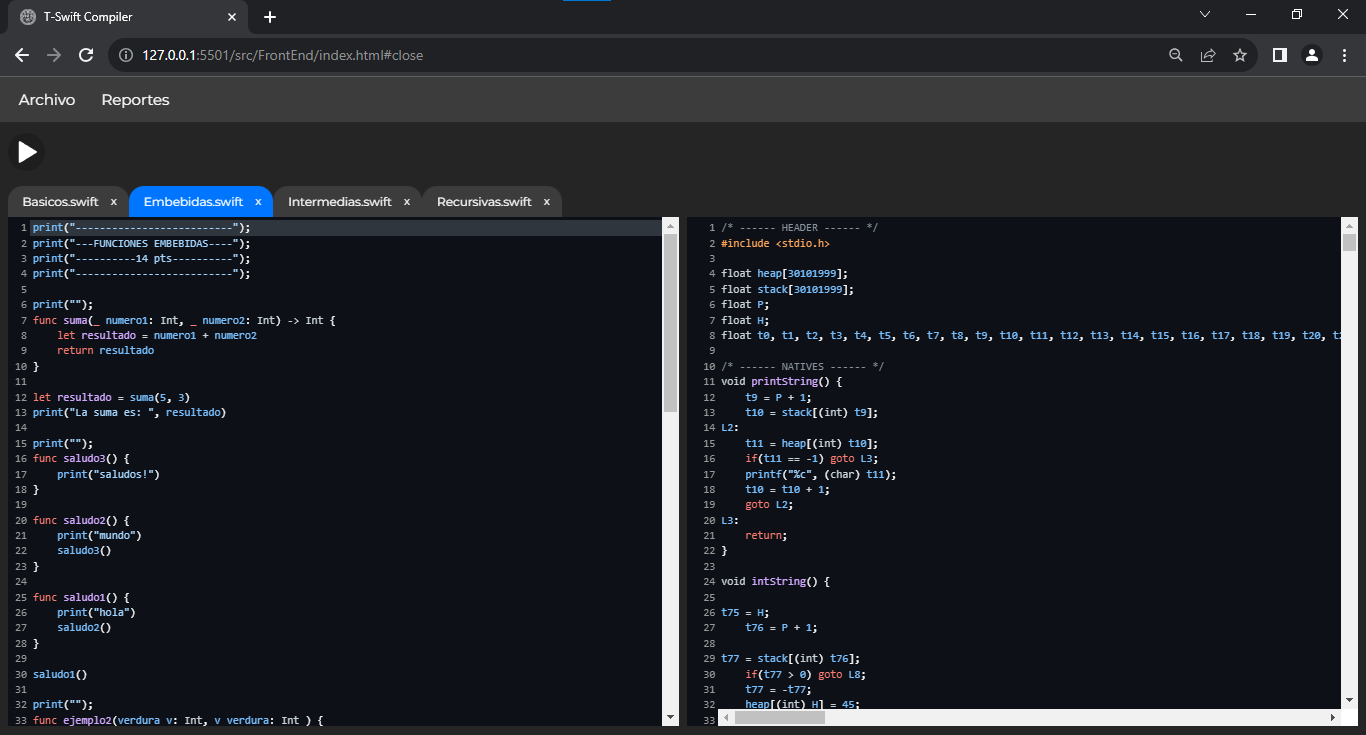 T-Swift Compiler
127.0.0.1:5501/src/FrontEnd/index.html#close
Archivo Reportes
Basicos.swift x Embebidas.swift x Intermedias.swift x Recursivas.swift x
1 print("--------------------------");
2 print("---FUNCIONES EMBEBIDAS----");
3 print("----------14 pts----------");
4 print("--------------------------");
5
6 print("");
7 func suma(_ numero1: Int, _ numero2: Int) -> Int {
8     let resultado = numero1 + numero2
9     return resultado
10 }
11
12 let resultado = suma(5, 3)
13 print("La suma es: ", resultado)
14
15 print("");
16 func saludo3() {
17     print("saludos!")
18 }
19
20 func saludo2() {
21     print("mundo")
22     saludo3()
23 }
24
25 func saludo1() {
26     print("hola")
27     saludo2()
28 }
29
30 saludo1()
31
32 print("");
33 func ejemplo2(verdura v: Int, v verdura: Int ) {
1 /* ------ HEADER ------ */
2 #include <stdio.h>
3
4 float heap[30101999];
5 float stack[30101999];
6 float P;
7 float H;
8 float t0, t1, t2, t3, t4, t5, t6, t7, t8, t9, t10, t11, t12, t13, t14, t15, t16, t17, t18, t19, t20,
9
10 /* ------ NATIVES ------ */
11 void printString() {
12     t9 = P + 1;
13     t10 = stack[(int) t9];
14 L2:
15     t11 = heap[(int) t10];
16     if(t11 == -1) goto L3;
17     printf("%c", (char) t11);
18     t10 = t10 + 1;
19     goto L2;
20 L3:
21     return;
22 }
23
24 void intString() {
25
26 t75 = H;
27     t76 = P + 1;
28
29 t77 = stack[(int) t76];
30     if(t77 > 0) goto L8;
31     t77 = -t77;
32     heap[(int) H] = 45;
33